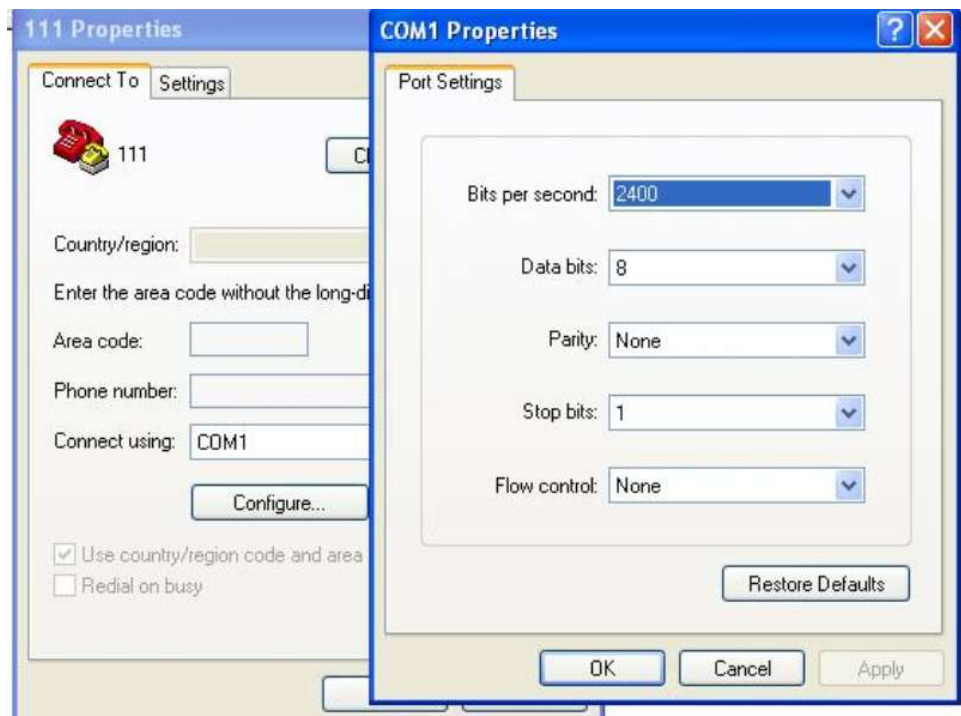 111 Properties
Connect To
Settings
111
Country/region:
Enter the area code without the
Area code:
Phone number:
Connect using: COM1
Configure...
Use country/region code and area
Redial on busy
COM1 Properties
Port Settings
Bits per second: 2400
Data bits: 8
Parity: None
Stop bits: 1
Flow control: None
Restore Defaults
OK
Cancel
Apply